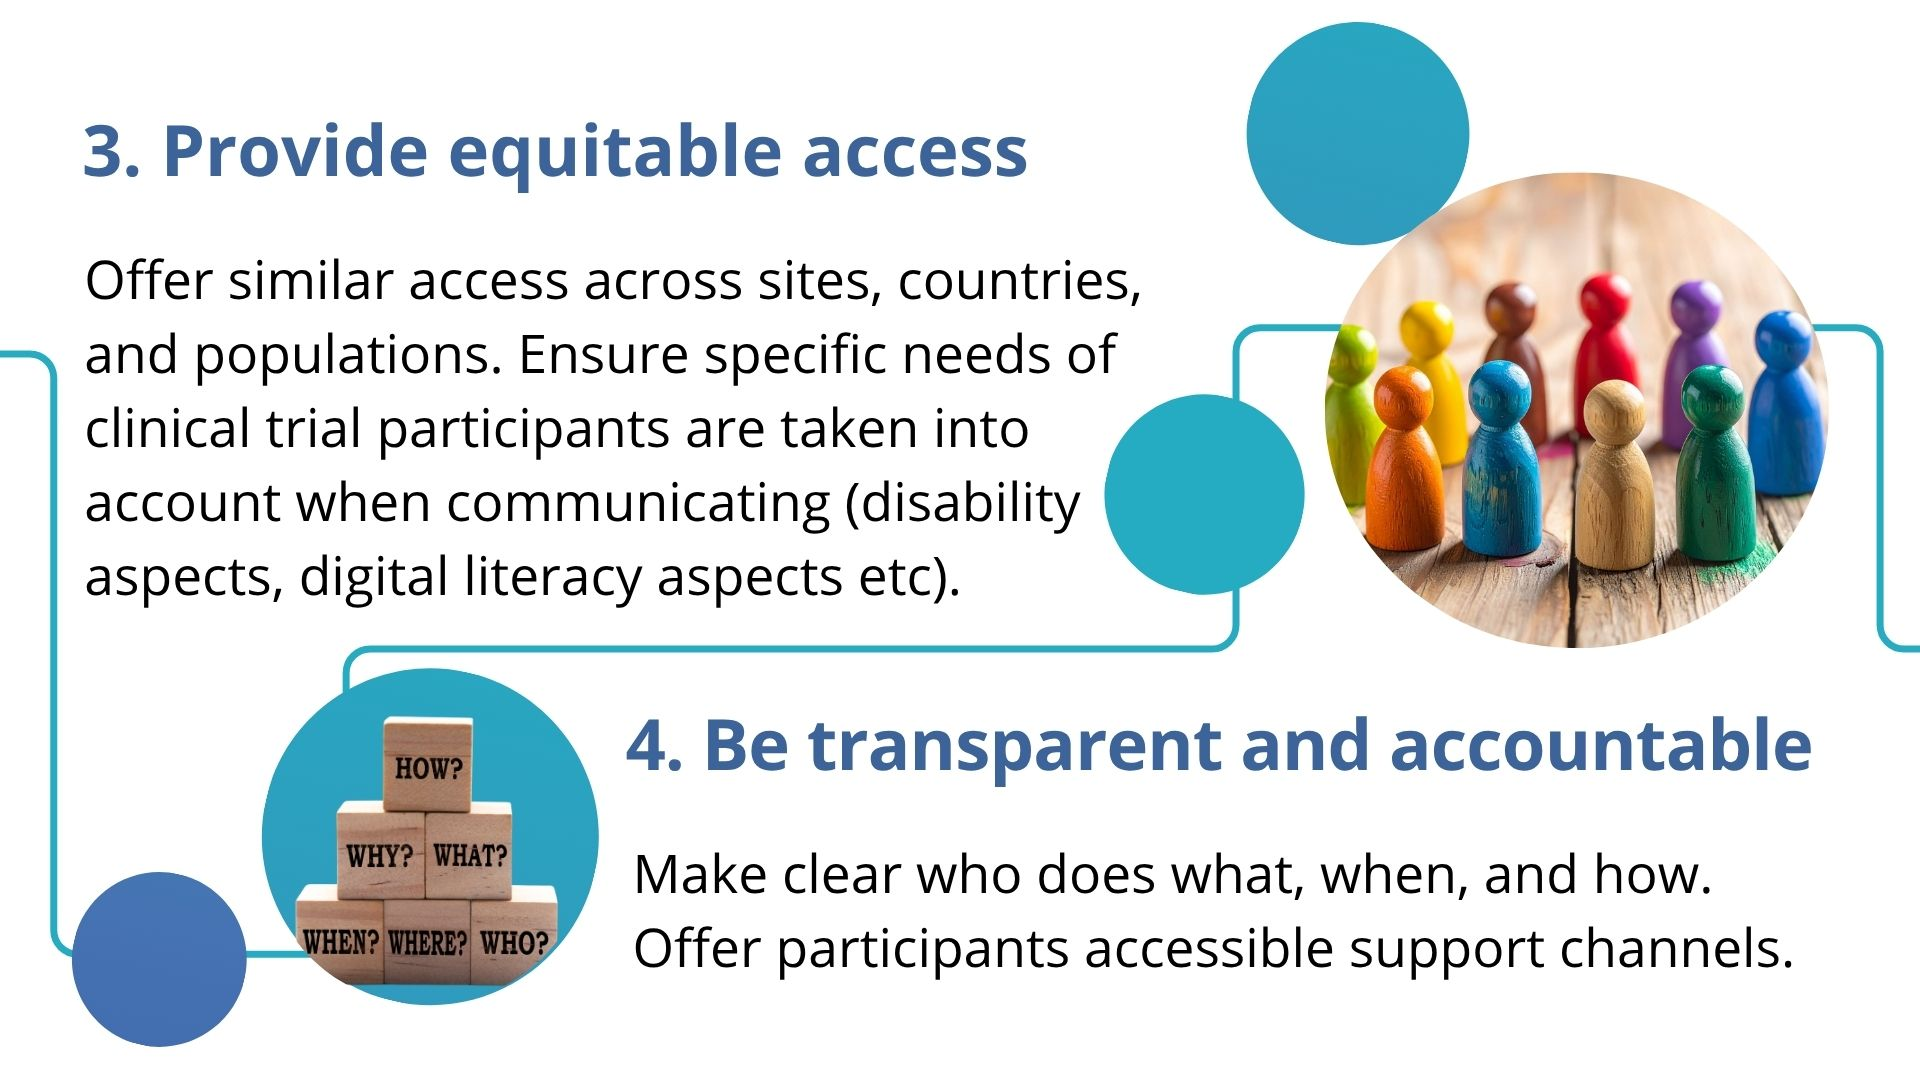 3. Provide equitable access
Offer similar access across sites, countries,
and populations. Ensure specific needs of
clinical trial participants are taken into
account when communicating (disability
aspects, digital literacy aspects etc).
HOW?
WHY? WHAT?
WHEN? WHERE? WHO?
4. Be transparent and accountable
Make clear who does what, when, and how.
Offer participants accessible support channels.